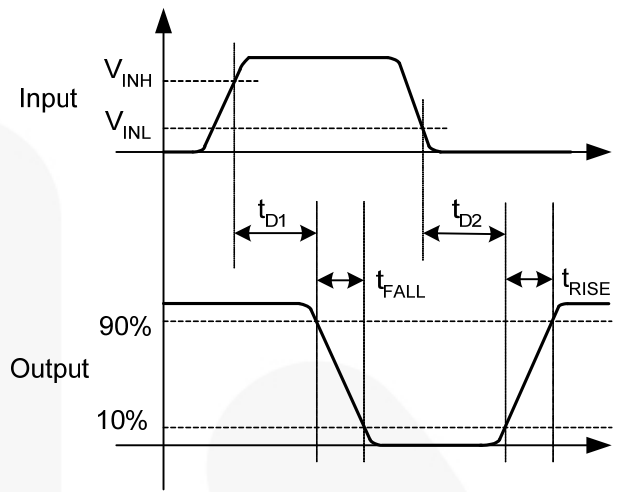 V_INH
Input
V_INL
t_D1
t_D2
t_FALL
t_RISE
90%
Output
10%